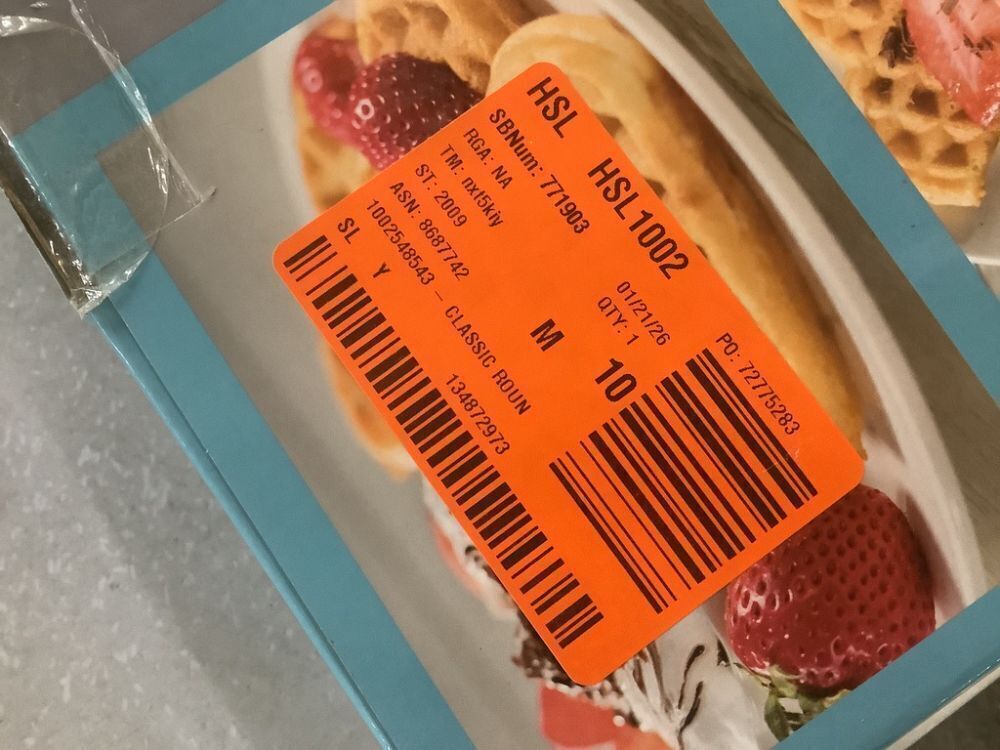 HSL HSL1002
SBNum: 771903
RGA: NA
01/21/26
TM: nxt5kiy
QTY: 1
PO: 72775283
ST: 2009
ASN: 8687742
M 10
1002548543 - CLASSIC ROUN
SL Y
134872973